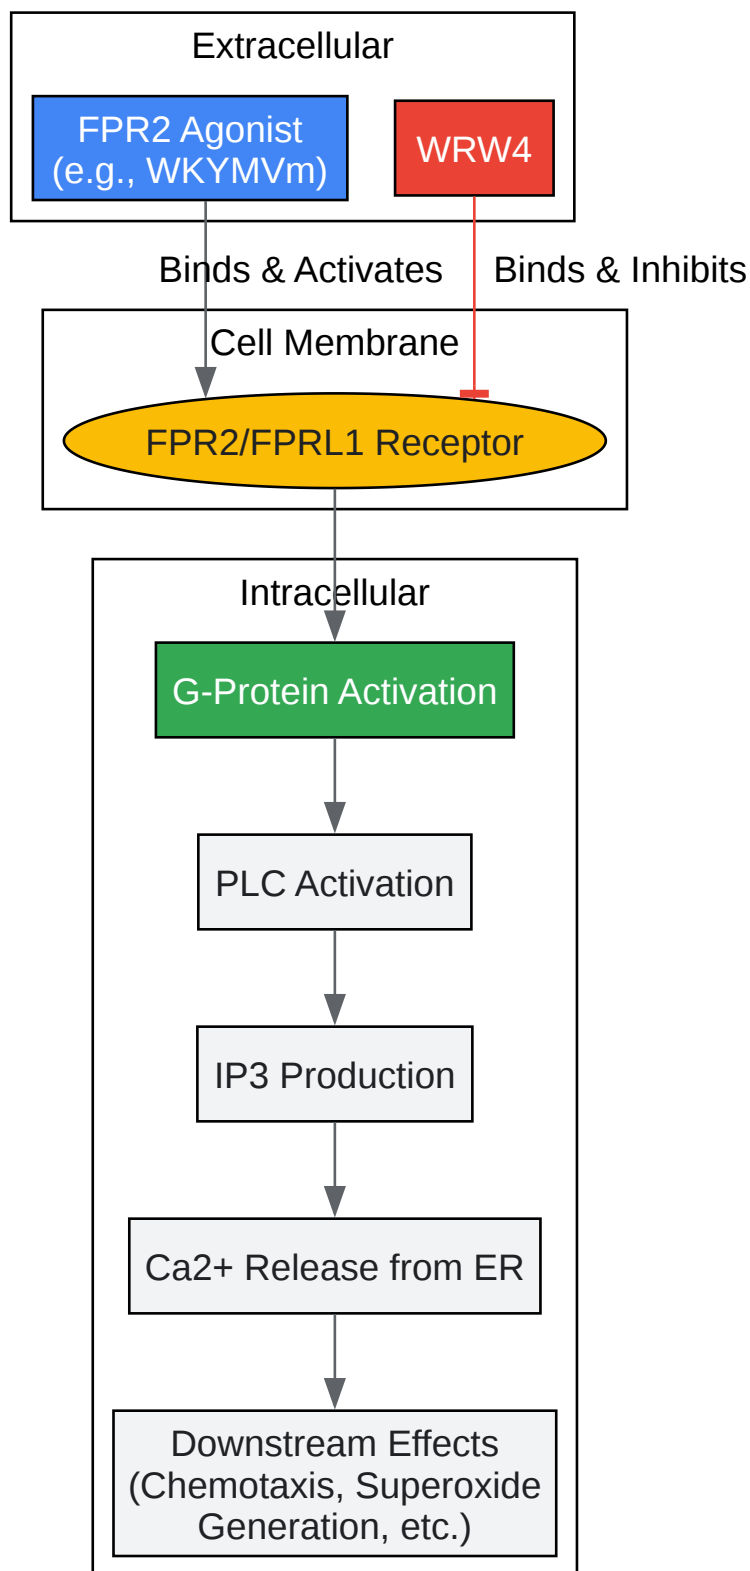 Extracellular
FPR2 Agonist
(e.g., WKYMVm)
WRW4
Binds & Activates
Binds & Inhibits
Cell Membrane
FPR2/FPRL1 Receptor
Intracellular
G-Protein Activation
PLC Activation
IP3 Production
Ca2+ Release from ER
Downstream Effects
(Chemotaxis, Superoxide
Generation, etc.)